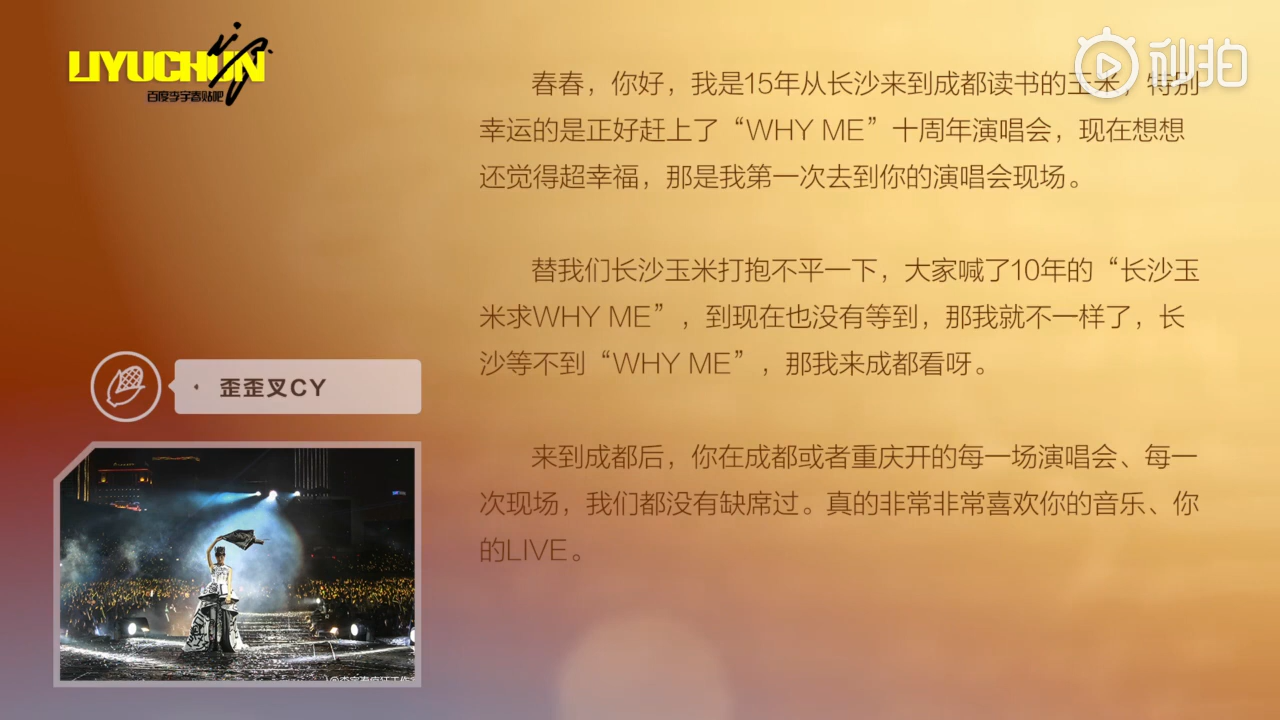 LIYUCHUN
百度李宇春贴吧
秒拍
春春，你好，我是15年从长沙来到成都读书的玉米，特别
幸运的是正好赶上了“WHY ME”十周年演唱会，现在想想
还觉得超幸福，那是我第一次去到你的演唱会现场。
替我们长沙玉米打抱不平一下，大家喊了10年的“长沙玉
米求WHY ME”，到现在也没有等到，那我就不一样了，长
沙等不到“WHY ME”，那我来成都看呀。
来到成都后，你在成都或者重庆开的每一场演唱会、每一
次现场，我们都没有缺席过。真的非常非常喜欢你的音乐、你
的LIVE。
歪歪叉CY